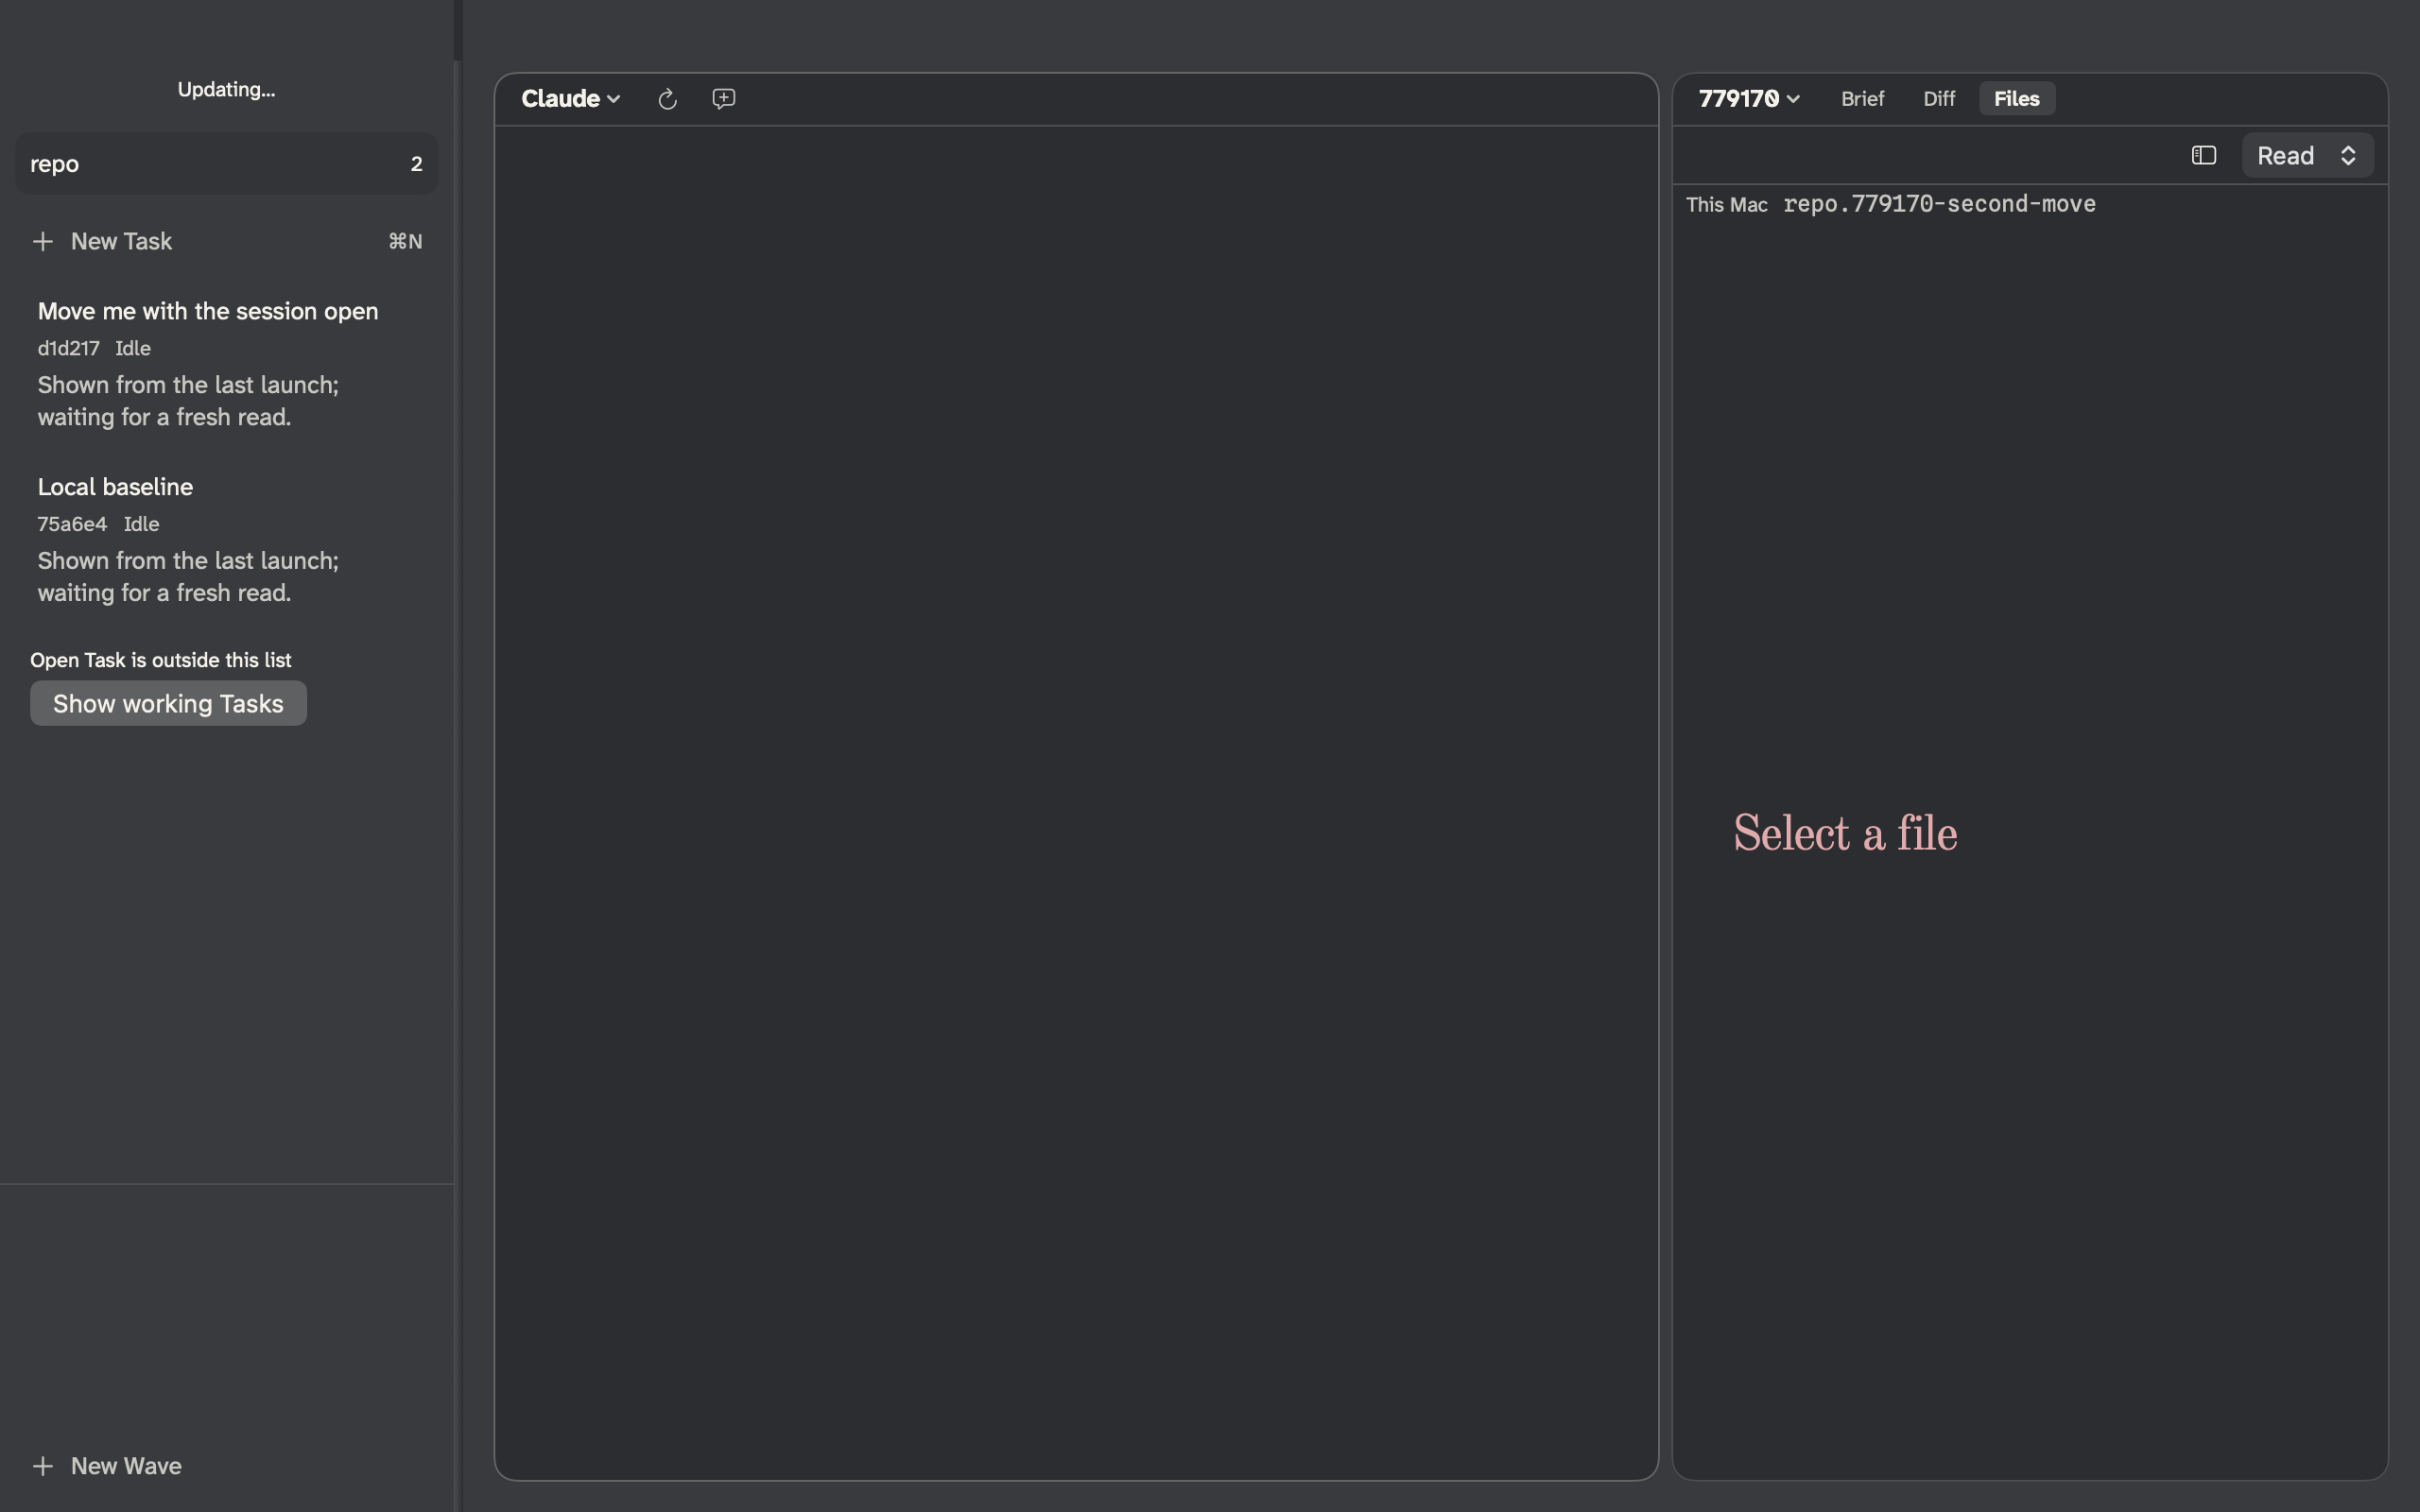 Updating...
repo 2
New Task ⌘N
Move me with the session open
d1d217 Idle
Shown from the last launch;
waiting for a fresh read.
Local baseline
75a6e4 Idle
Shown from the last launch;
waiting for a fresh read.
Open Task is outside this list
Show working Tasks
New Wave
Claude
779170 Brief Diff Files
Read
This Mac repo.779170-second-move
Select a file